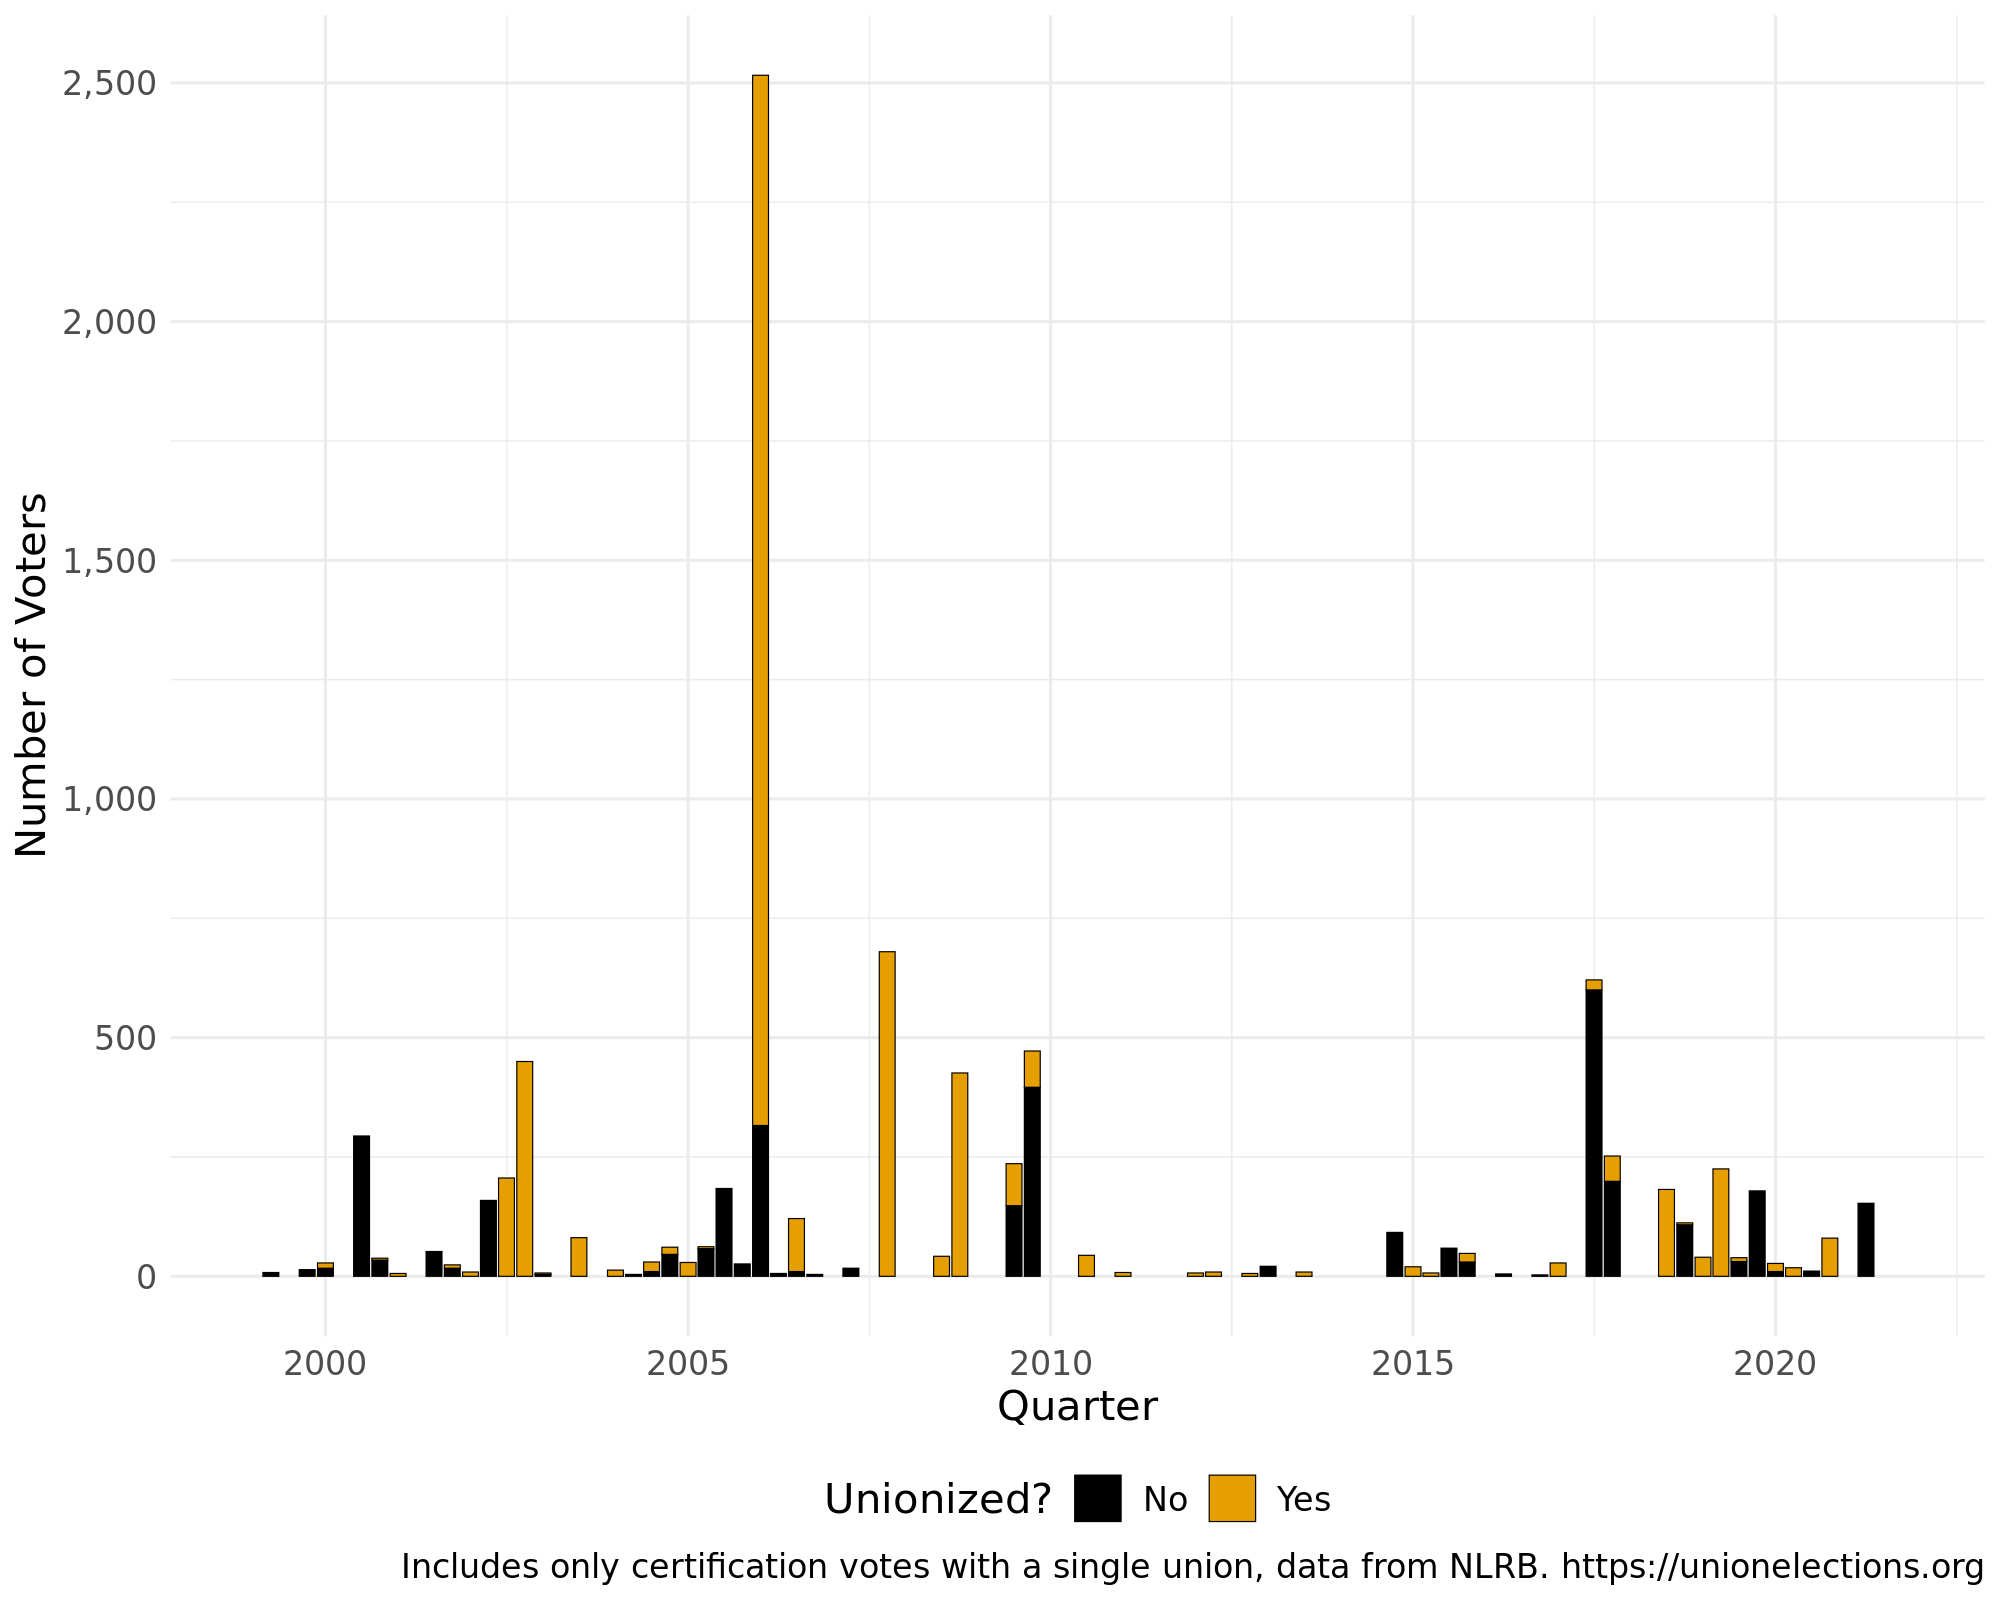 2,500
2,000
1,500
1,000
500
0
Number of Voters
2000 2005 2010 2015 2020
Quarter
Unionized? No Yes
Includes only certification votes with a single union, data from NLRB. https://unionelections.org